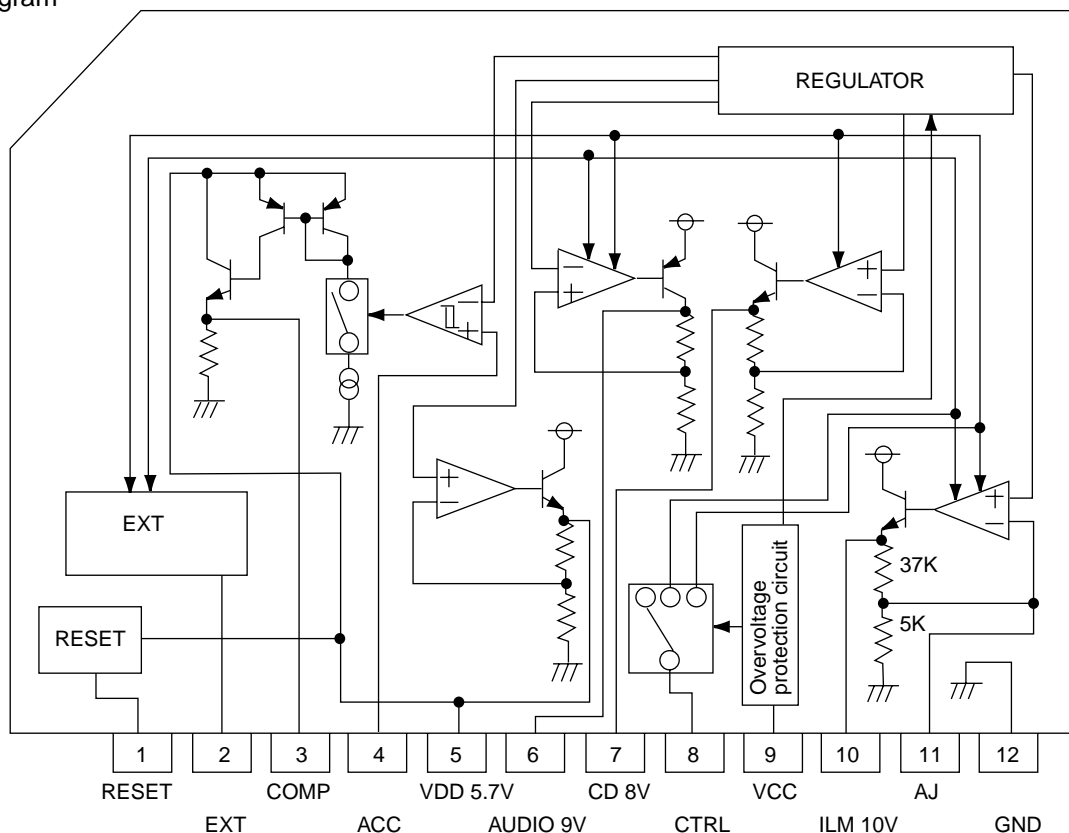 gram
REGULATOR
EXT
RESET
Overvoltage
protection circuit
37K
5K
1 2 3 4 5 6 7 8 9 10 11 12
RESET COMP VDD 5.7V CD 8V VCC AJ
EXT ACC AUDIO 9V CTRL ILM 10V GND